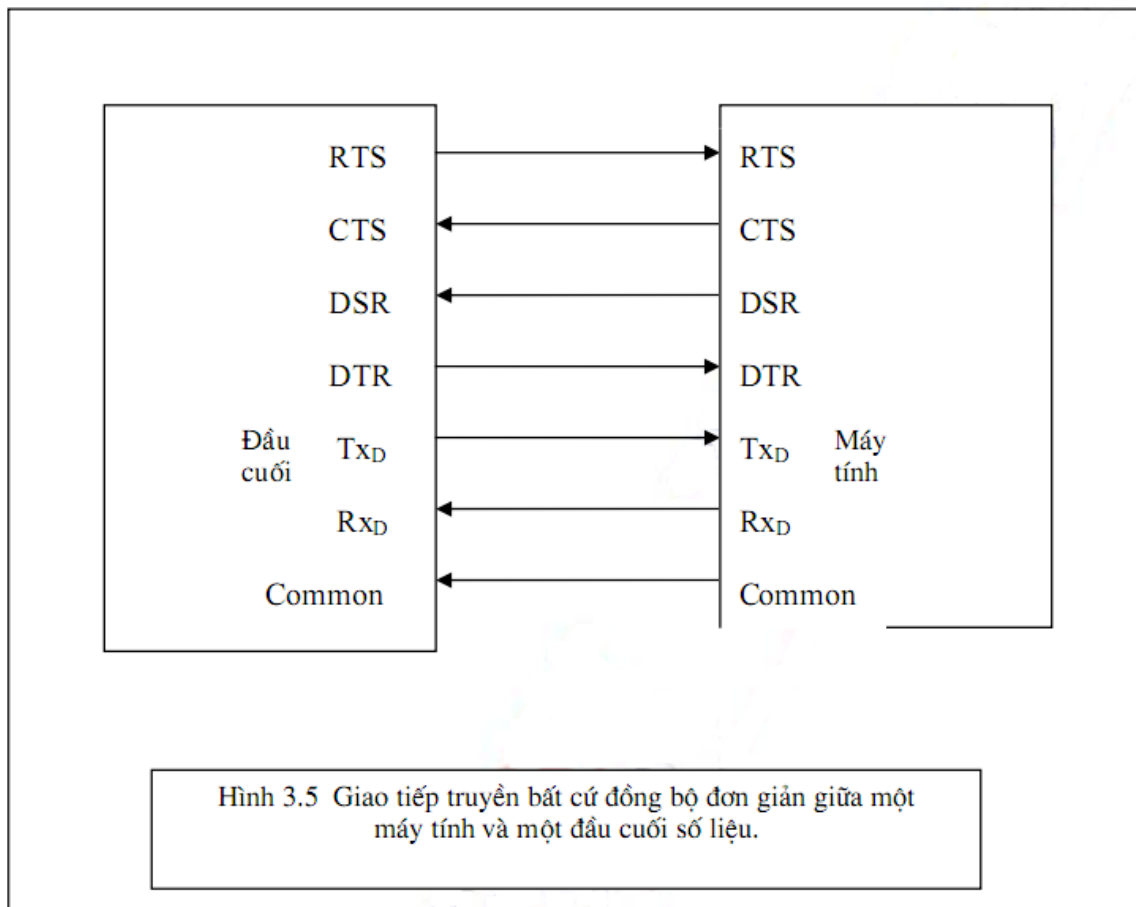 RTS RTS
CTS CTS
DSR DSR
DTR DTR
Đầu cuối TxD TxD Máy tính
RxD RxD
Common Common
Hình 3.5 Giao tiếp truyền bất cứ đồng bộ đơn giản giữa một
máy tính và một đầu cuối số liệu.